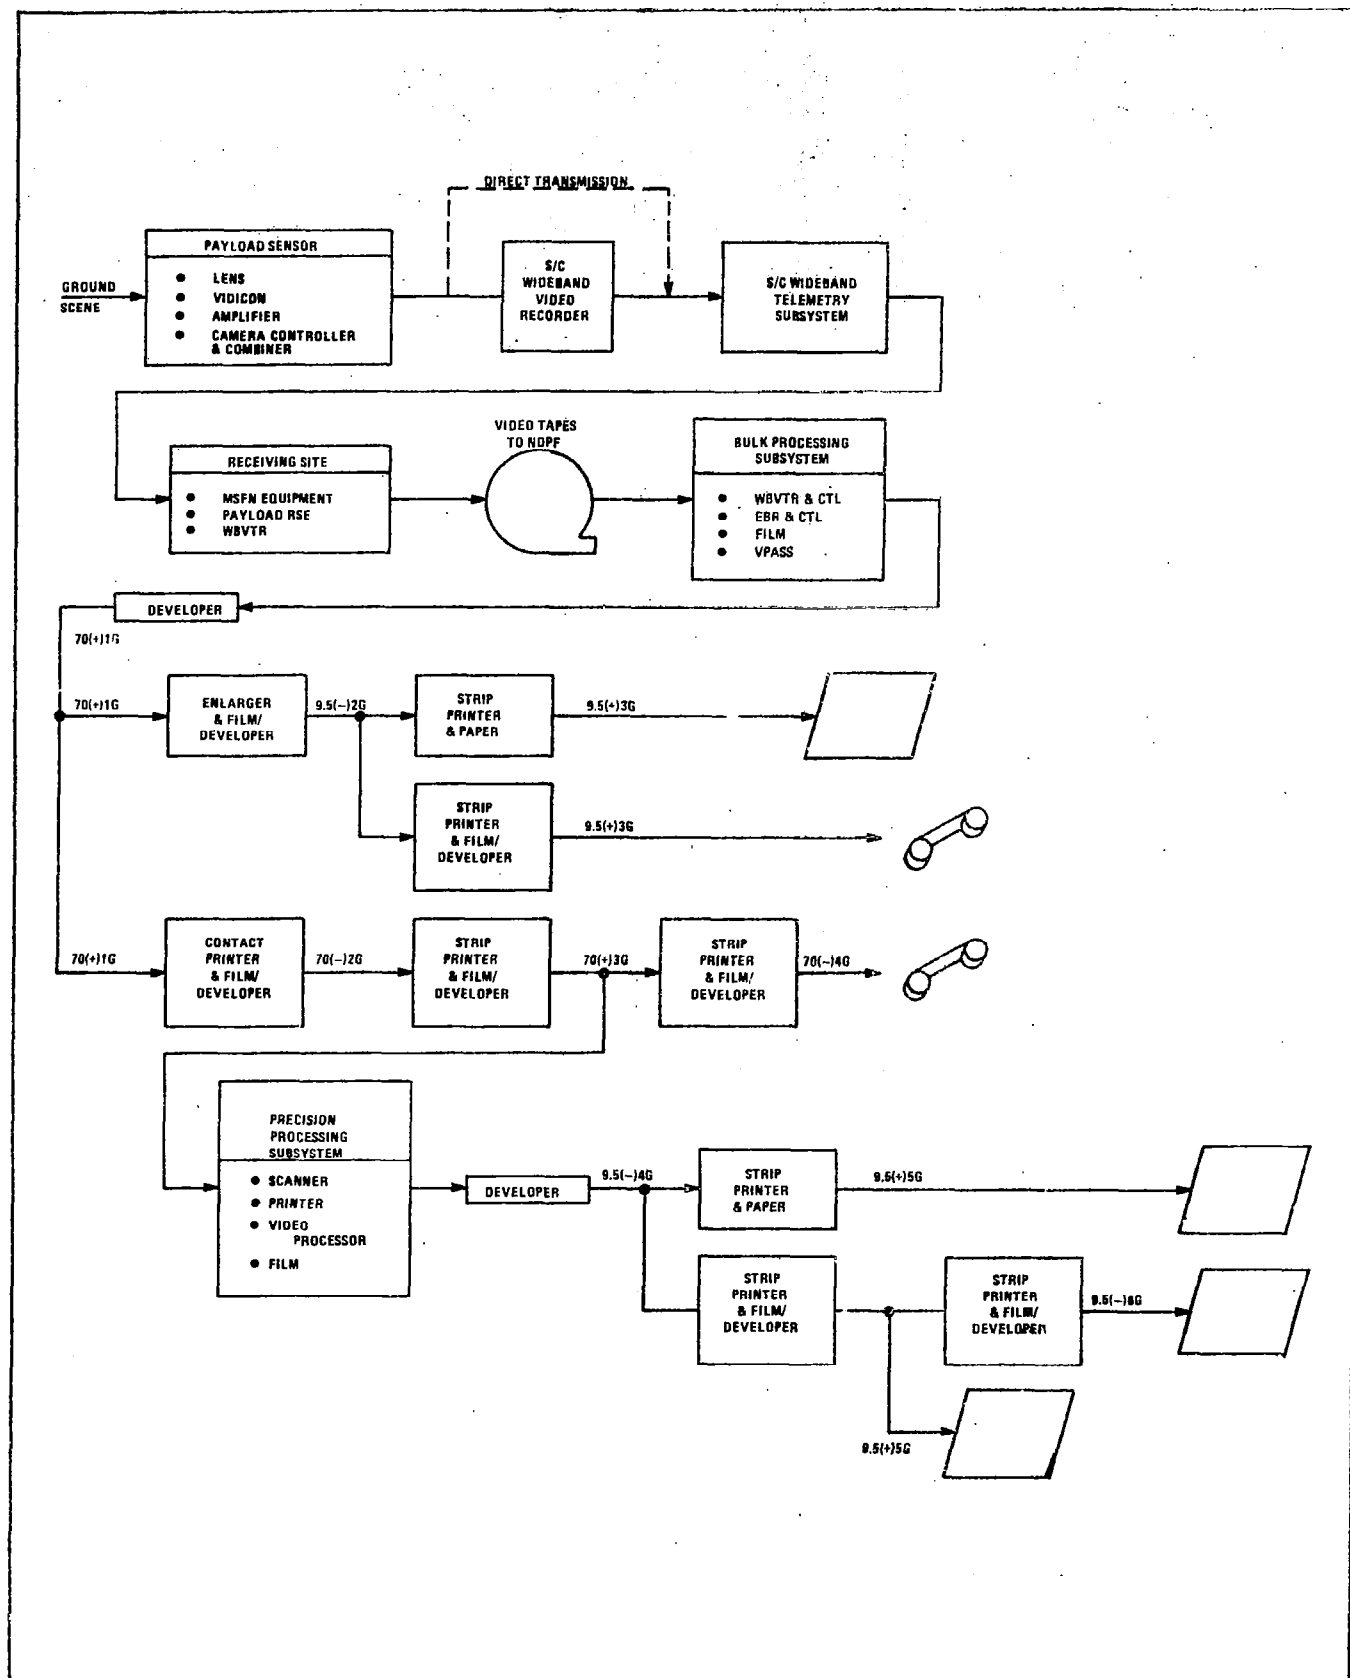 DIRECT TRANSMISSION
GROUND
SCENE
PAYLOAD SENSOR
● LENS
● VIDICON
● AMPLIFIER
● CAMERA CONTROLLER
& COMBINER
S/C
WIDEBAND
VIDEO
RECORDER
S/C WIDEBAND
TELEMETRY
SUBSYSTEM
RECEIVING SITE
● MSFN EQUIPMENT
● PAYLOAD RSE
● WBVTR
VIDEO TAPES
TO NDPF
BULK PROCESSING
SUBSYSTEM
● WBVTR & CTL
● EBR & CTL
● FILM
● VPASS
DEVELOPER
70(+)1G
70(+)1G
ENLARGER
& FILM/
DEVELOPER
9.5(−)2G
STRIP
PRINTER
& PAPER
9.5(+)3G
STRIP
PRINTER
& FILM/
DEVELOPER
9.5(+)3G
70(+)1G
CONTACT
PRINTER
& FILM/
DEVELOPER
70(−)2G
STRIP
PRINTER
& FILM/
DEVELOPER
70(+)3G
STRIP
PRINTER
& FILM/
DEVELOPER
70(−)4G
PRECISION
PROCESSING
SUBSYSTEM
● SCANNER
● PRINTER
● VIDEO
PROCESSOR
● FILM
DEVELOPER
9.5(−)4G
STRIP
PRINTER
& PAPER
9.5(+)5G
STRIP
PRINTER
& FILM/
DEVELOPER
STRIP
PRINTER
& FILM/
DEVELOPER
9.5(−)6G
9.5(+)5G